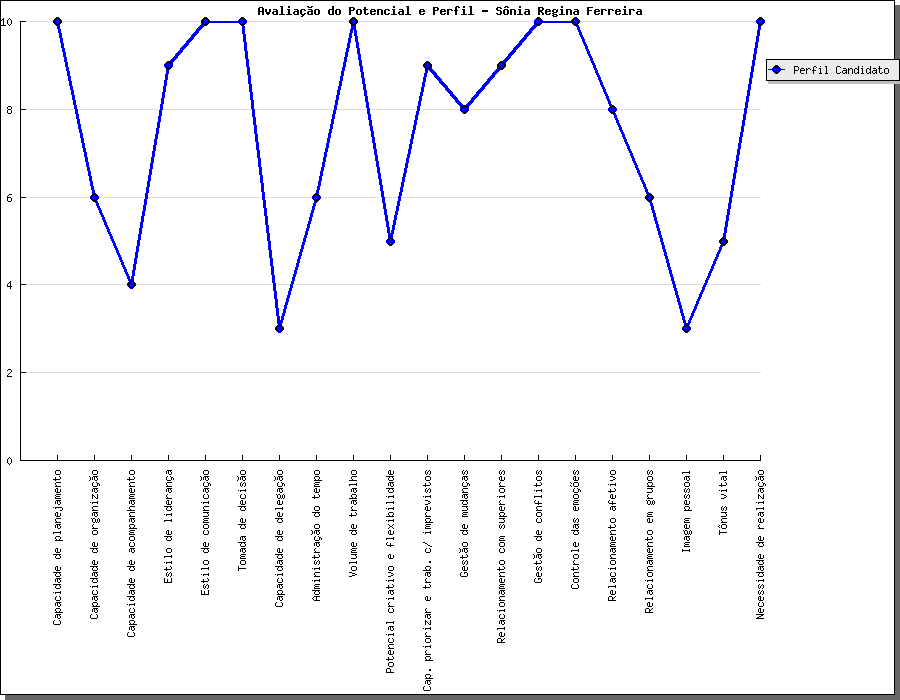 Avaliação do Potencial e Perfil - Sônia Regina Ferreira
10
8
6
4
2
0
Perfil Candidato
Capacidade de planejamento
Capacidade de organização
Capacidade de acompanhamento
Estilo de liderança
Estilo de comunicação
Tomada de decisão
Capacidade de delegação
Administração do tempo
Volume de trabalho
Potencial criativo e flexibilidade
Cap. priorizar e trab. c/ imprevistos
Gestão de mudanças
Relacionamento com superiores
Gestão de conflitos
Controle das emoções
Relacionamento afetivo
Relacionamento em grupos
Imagem pessoal
Tônus vital
Necessidade de realização